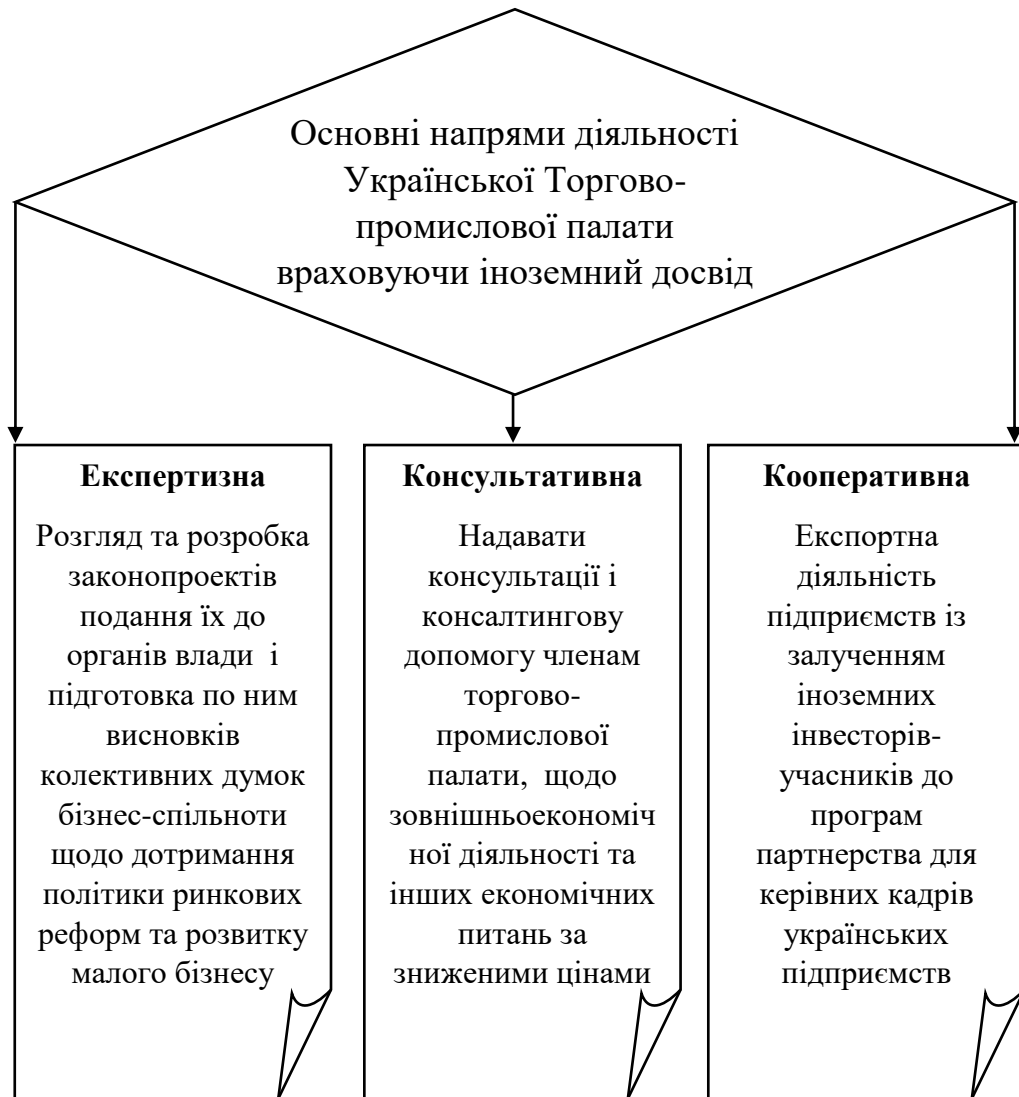 Основні напрями діяльності
Української Торгово-
промислової палати
враховуючи іноземний досвід
Експертизна
Розгляд та розробка
законопроектів
подання їх до
органів влади і
підготовка по ним
висновків
колективних думок
бізнес-спільноти
щодо дотримання
політики ринкових
реформ та розвитку
малого бізнесу
Консультативна
Надавати
консультації і
консалтингову
допомогу членам
торгово-
промислової
палати, щодо
зовнішньоекономіч
ної діяльності та
інших економічних
питань за
зниженими цінами
Кооперативна
Експортна
діяльність
підприємств із
залученням
іноземних
інвесторів-
учасників до
програм
партнерства для
керівних кадрів
українських
підприємств